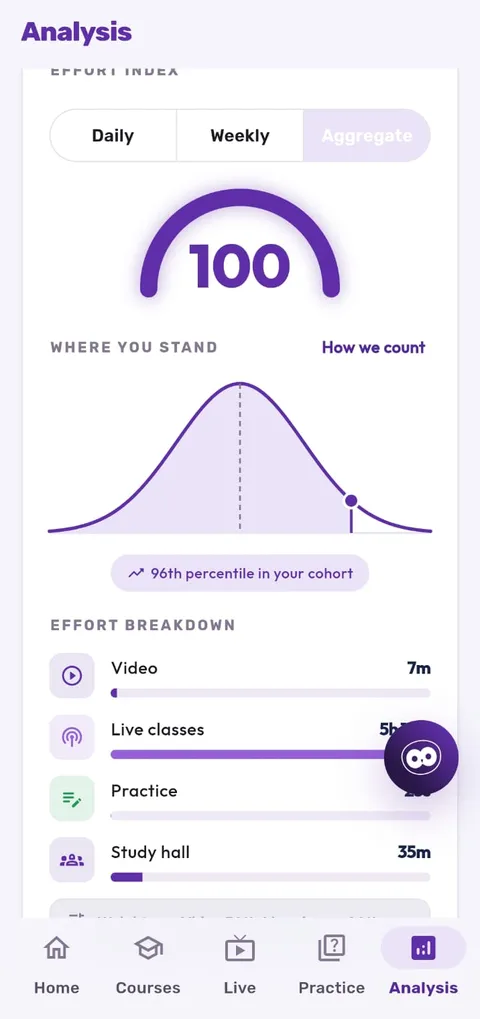 Analysis
EFFORT INDEX
Daily
Weekly
Aggregate
100
WHERE YOU STAND
How we count
96th percentile in your cohort
EFFORT BREAKDOWN
Video
7m
Live classes
Practice
Study hall
35m
Home
Courses
Live
Practice
Analysis